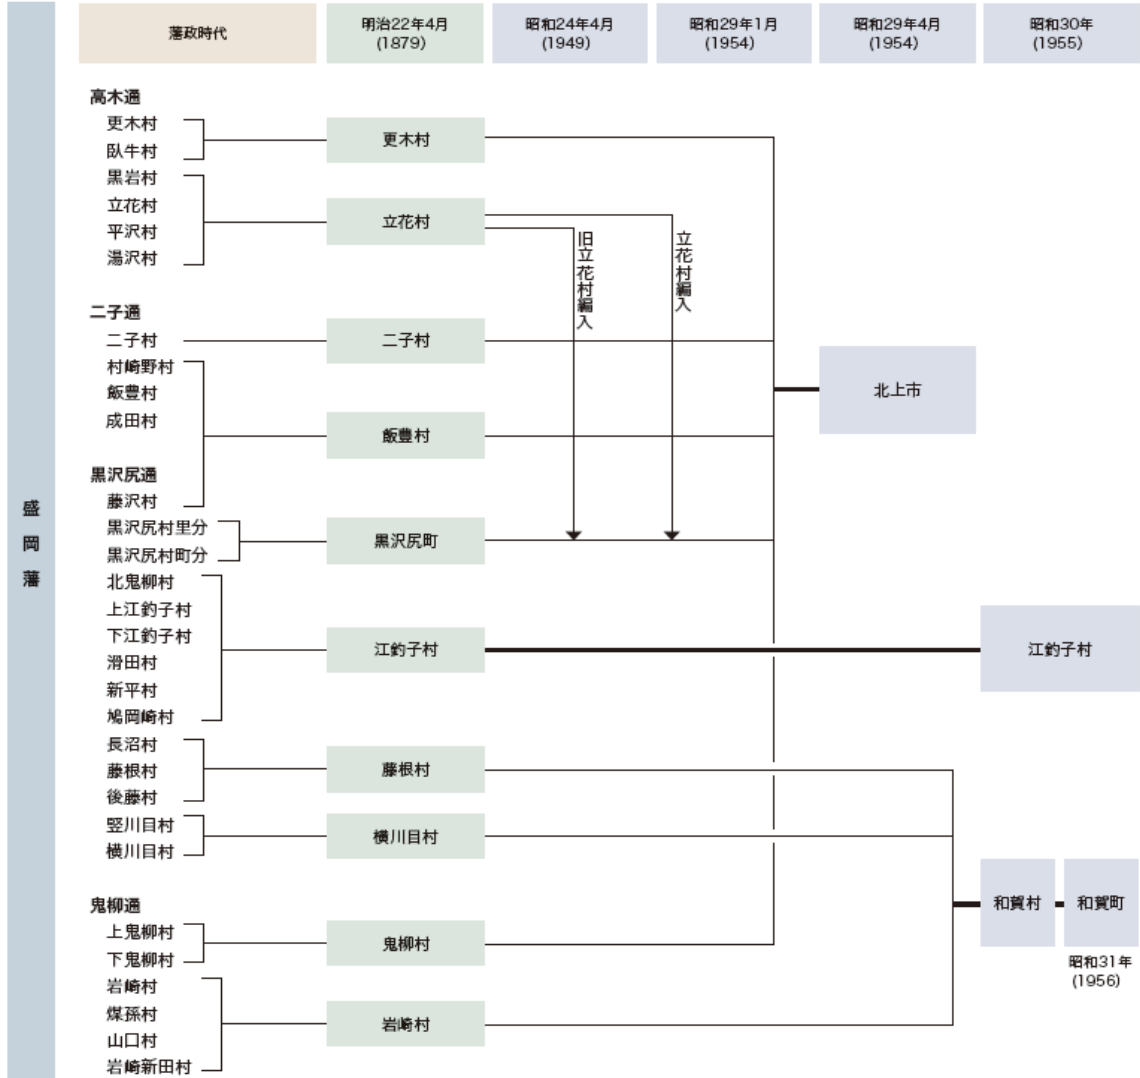 藩政時代
明治22年4月
(1879)
昭和24年4月
(1949)
昭和29年1月
(1954)
昭和29年4月
(1954)
昭和30年
(1955)
盛岡藩
高木通
更木村
臥牛村
黒岩村
立花村
平沢村
湯沢村
二子通
二子村
村崎野村
飯豊村
成田村
黒沢尻通
藤沢村
黒沢尻村里分
黒沢尻村町分
北鬼柳村
上江釣子村
下江釣子村
滑田村
新平村
鳩岡崎村
長沼村
藤根村
後藤村
竪川目村
横川目村
鬼柳通
上鬼柳村
下鬼柳村
岩崎村
煤孫村
山口村
岩崎新田村
更木村
立花村
二子村
飯豊村
黒沢尻町
江釣子村
藤根村
横川目村
鬼柳村
岩崎村
旧立花村編入
立花村編入
北上市
江釣子村
和賀村
和賀町
昭和31年
(1956)